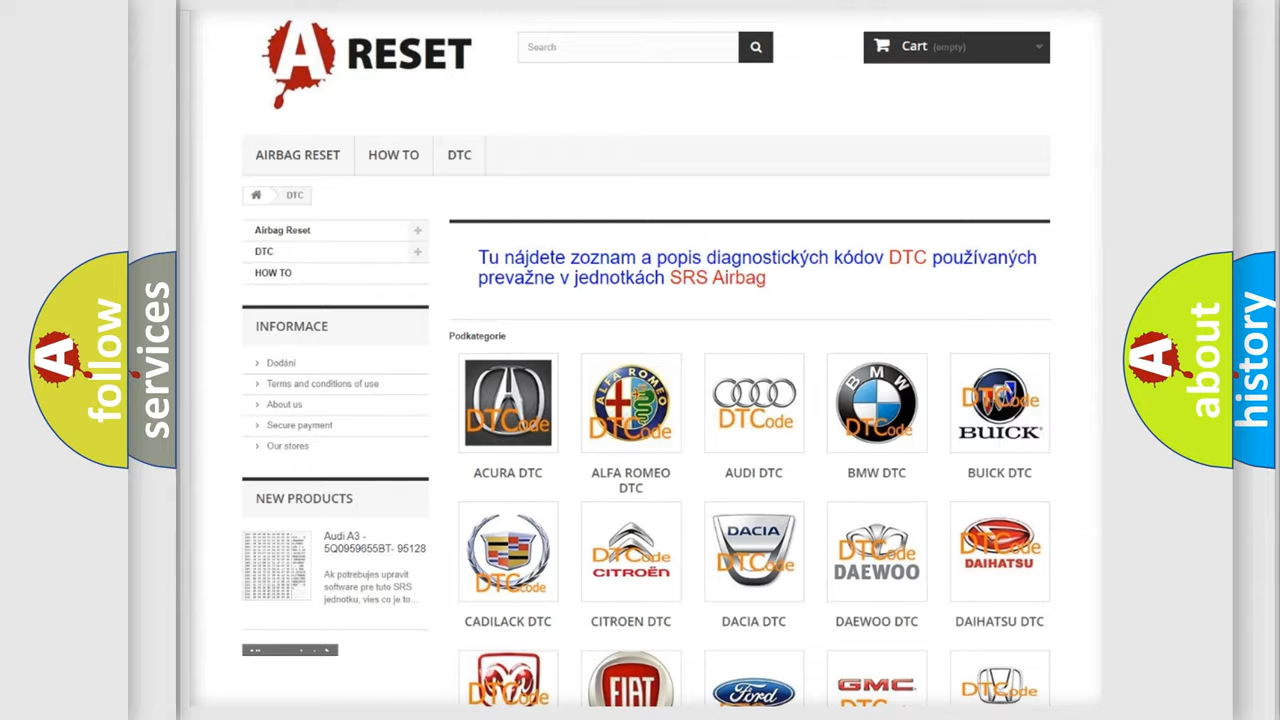 A RESET
Search
Cart (empty)
AIRBAG RESET
HOW TO
DTC
DTC
Airbag Reset
DTC
HOW TO
Tu nájdete zoznam a popis diagnostických kódov DTC používaných
prevažne v jednotkách SRS Airbag
INFORMACE
Dodání
Terms and conditions of use
About us
Secure payment
Our stores
Podkategorie
DTCode
ALFA ROMEO
DTCode
DTCode
BMW
DTCode
DTCode
BUICK
ACURA DTC
ALFA ROMEO
DTC
AUDI DTC
BMW DTC
BUICK DTC
NEW PRODUCTS
Audi A3 -
5Q0959655BT- 95128
Ak potrebujes upravit
software pre tuto SRS
jednotku, vies co je to...
DTCode
DTCode
CITROËN
DACIA
DTCode
DTCode
DAEWOO
DTCode
DAIHATSU
CADILACK DTC
CITROEN DTC
DACIA DTC
DAEWOO DTC
DAIHATSU DTC
DTCode
FIAT
Ford
GMC
DTCode
A follow
services
A about
history